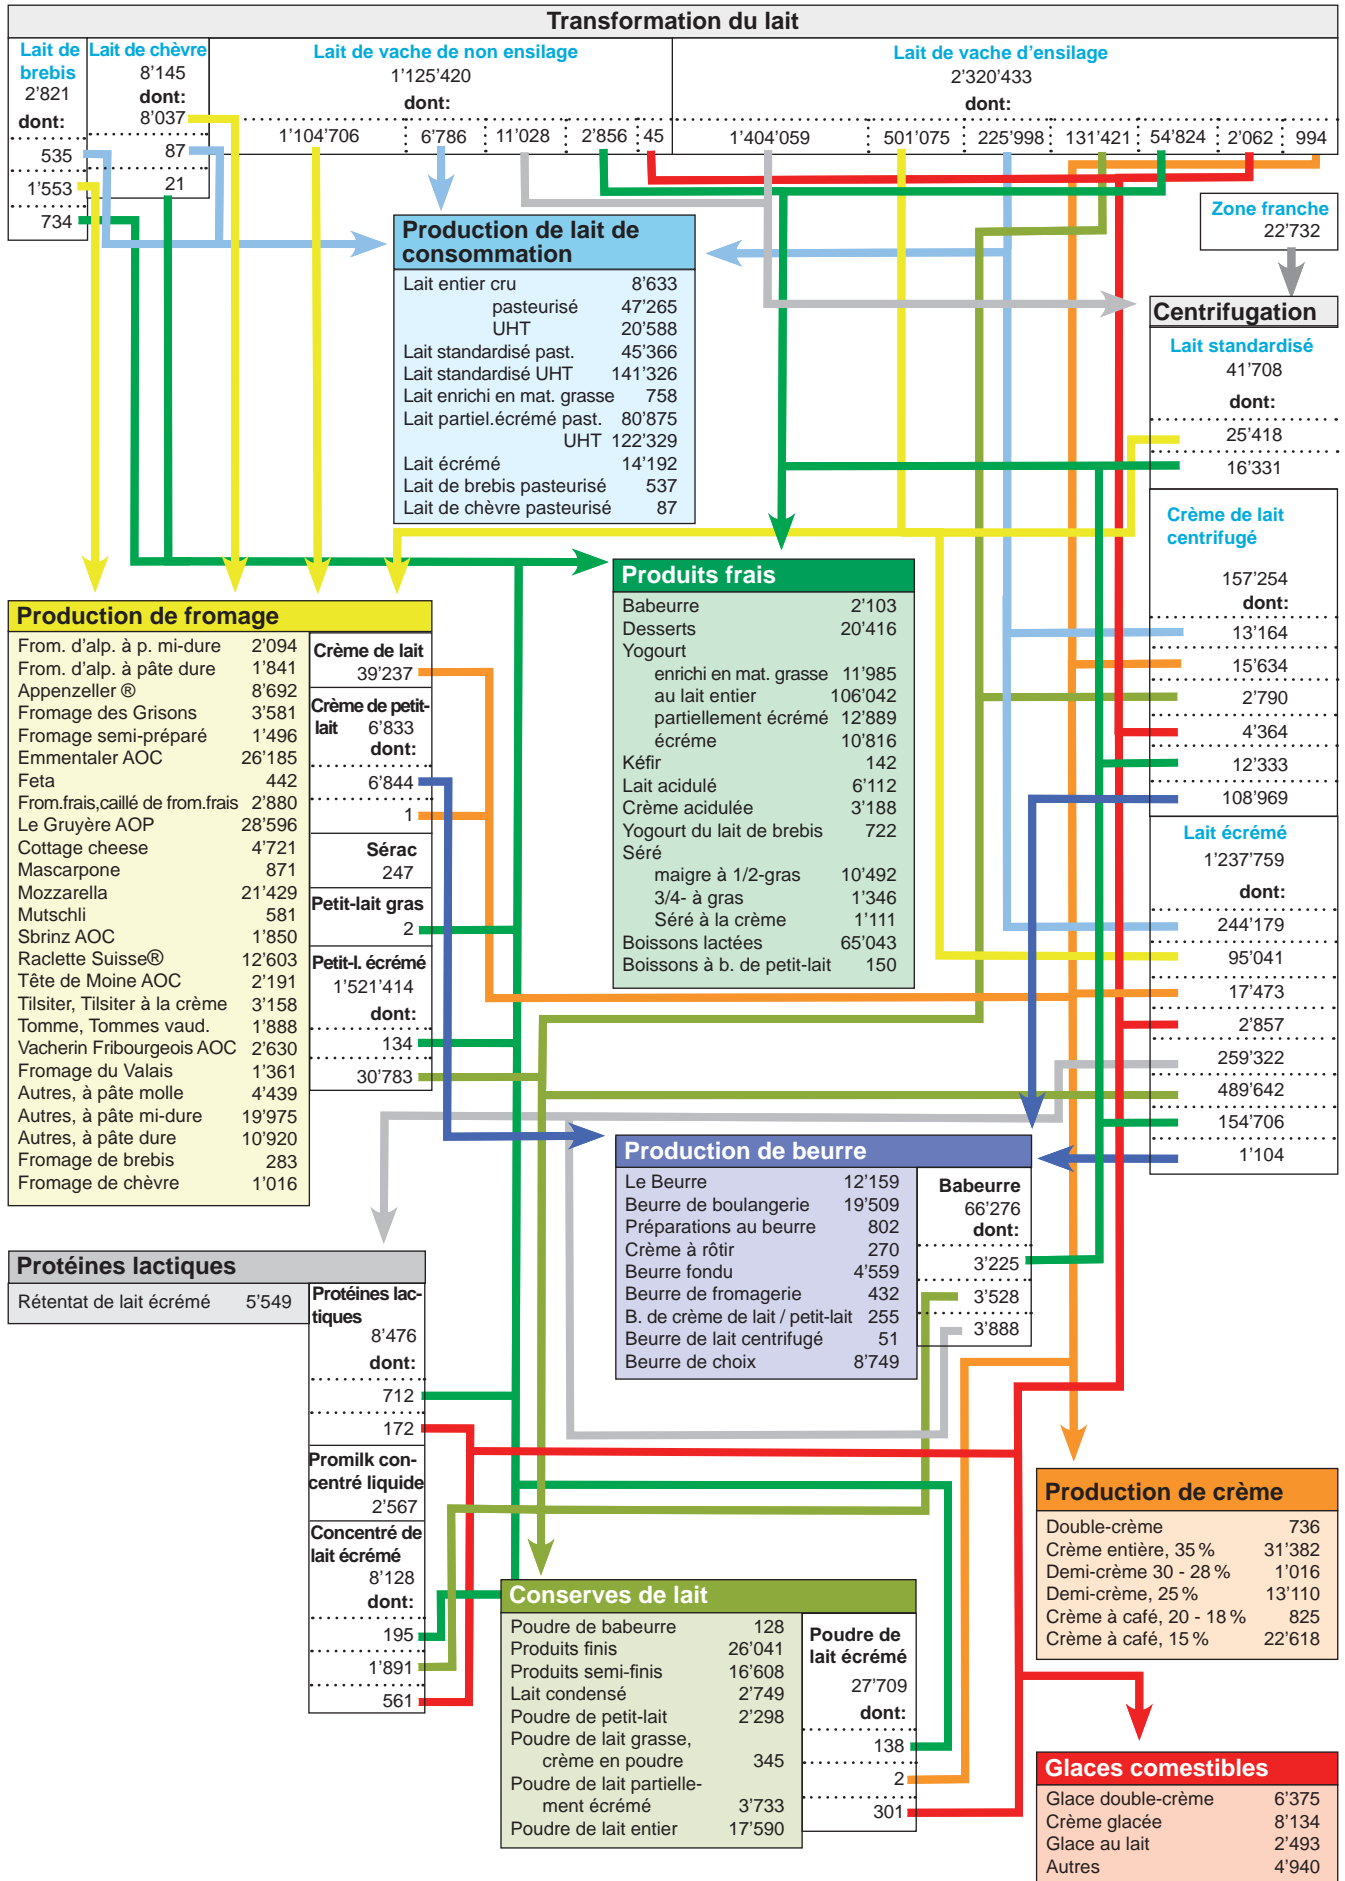 Transformation du lait
Lait de brebis
2’821
dont:
535
1’553
734
Lait de chèvre
8’145
dont:
8’037
87
21
Lait de vache de non ensilage
1’125’420
dont:
1’104’706 6’786 11’028 2’856 45
Lait de vache d’ensilage
2’320’433
dont:
1’404’059 501’075 225’998 131’421 54’824 2’062 994
Zone franche
22’732
Production de lait de
consommation
Lait entier cru 8’633
pasteurisé 47’265
UHT 20’588
Lait standardisé past. 45’366
Lait standardisé UHT 141’326
Lait enrichi en mat. grasse 758
Lait partiel.écrémé past. 80’875
UHT 122’329
Lait écrémé 14’192
Lait de brebis pasteurisé 537
Lait de chèvre pasteurisé 87
Centrifugation
Lait standardisé
41’708
dont:
25’418
16’331
Crème de lait
centrifugé
157’254
dont:
13’164
15’634
2’790
4’364
12’333
108’969
Lait écrémé
1’237’759
dont:
244’179
95’041
17’473
2’857
259’322
489’642
154’706
1’104
Produits frais
Babeurre 2’103
Desserts 20’416
Yogourt
enrichi en mat. grasse 11’985
au lait entier 106’042
partiellement écrémé 12’889
écréme 10’816
Kéfir 142
Lait acidulé 6’112
Crème acidulée 3’188
Yogourt du lait de brebis 722
Séré
maigre à 1/2-gras 10’492
3/4- à gras 1’346
Séré à la crème 1’111
Boissons lactées 65’043
Boissons à b. de petit-lait 150
Production de fromage
From. d’alp. à p. mi-dure 2’094
From. d’alp. à pâte dure 1’841
Appenzeller ® 8’692
Fromage des Grisons 3’581
Fromage semi-préparé 1’496
Emmentaler AOC 26’185
Feta 442
From.frais,caillé de from.frais 2’880
Le Gruyère AOP 28’596
Cottage cheese 4’721
Mascarpone 871
Mozzarella 21’429
Mutschli 581
Sbrinz AOC 1’850
Raclette Suisse® 12’603
Tête de Moine AOC 2’191
Tilsiter, Tilsiter à la crème 3’158
Tomme, Tommes vaud. 1’888
Vacherin Fribourgeois AOC 2’630
Fromage du Valais 1’361
Autres, à pâte molle 4’439
Autres, à pâte mi-dure 19’975
Autres, à pâte dure 10’920
Fromage de brebis 283
Fromage de chèvre 1’016
Crème de lait
39’237
Crème de petit-
lait 6’833
dont:
6’844
1
Sérac
247
Petit-lait gras
2
Petit-l. écrémé
1’521’414
dont:
134
30’783
Production de beurre
Le Beurre 12’159
Beurre de boulangerie 19’509
Préparations au beurre 802
Crème à rôtir 270
Beurre fondu 4’559
Beurre de fromagerie 432
B. de crème de lait / petit-lait 255
Beurre de lait centrifugé 51
Beurre de choix 8’749
Babeurre
66’276
dont:
3’225
3’528
3’888
Protéines lactiques
Rétentat de lait écrémé 5’549
Protéines lac-
tiques
8’476
dont:
712
172
Promilk con-
centré liquide
2’567
Concentré de
lait écrémé
8’128
dont:
195
1’891
561
Conserves de lait
Poudre de babeurre 128
Produits finis 26’041
Produits semi-finis 16’608
Lait condensé 2’749
Poudre de petit-lait 2’298
Poudre de lait grasse,
crème en poudre 345
Poudre de lait partielle-
ment écrémé 3’733
Poudre de lait entier 17’590
Poudre de
lait écrémé
27’709
dont:
138
2
301
Production de crème
Double-crème 736
Crème entière, 35 % 31’382
Demi-crème 30 - 28 % 1’016
Demi-crème, 25 % 13’110
Crème à café, 20 - 18 % 825
Crème à café, 15 % 22’618
Glaces comestibles
Glace double-crème 6’375
Crème glacée 8’134
Glace au lait 2’493
Autres 4’940